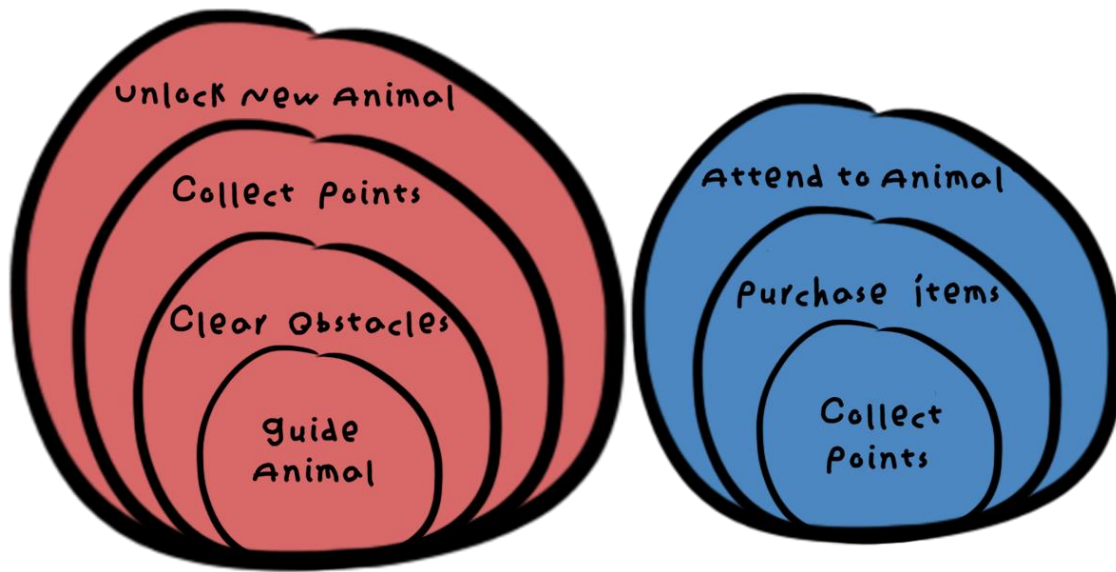 unlock New Animal
Collect Points
Clear Obstacles
guide
Animal
Attend to Animal
Purchase items
Collect
Points